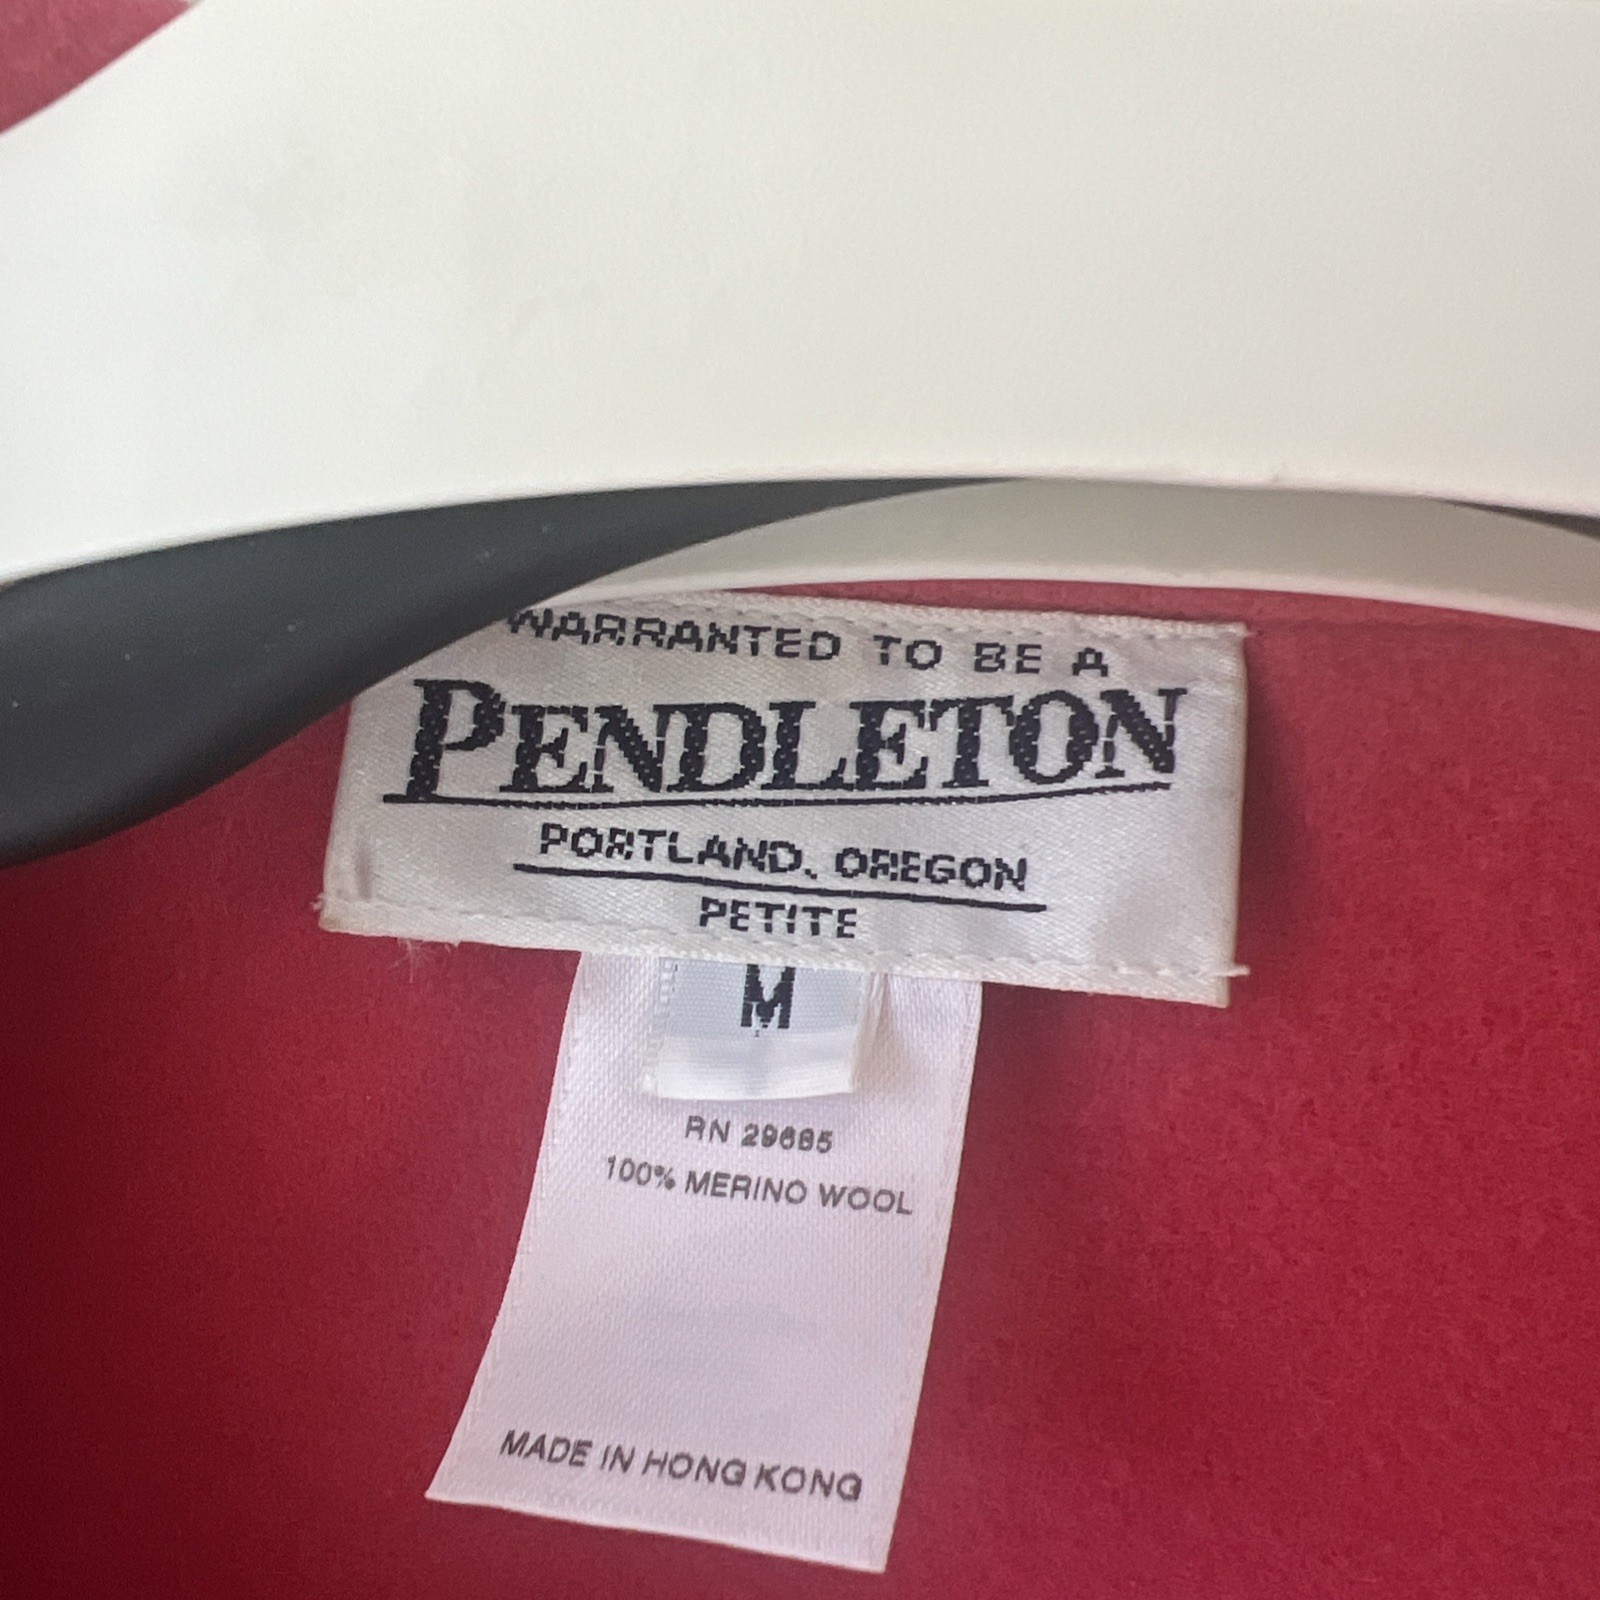 WARRANTED TO BE A
PENDLETON
PORTLAND, OREGON
PETITE
M
RN 29685
100% MERINO WOOL
MADE IN HONG KONG